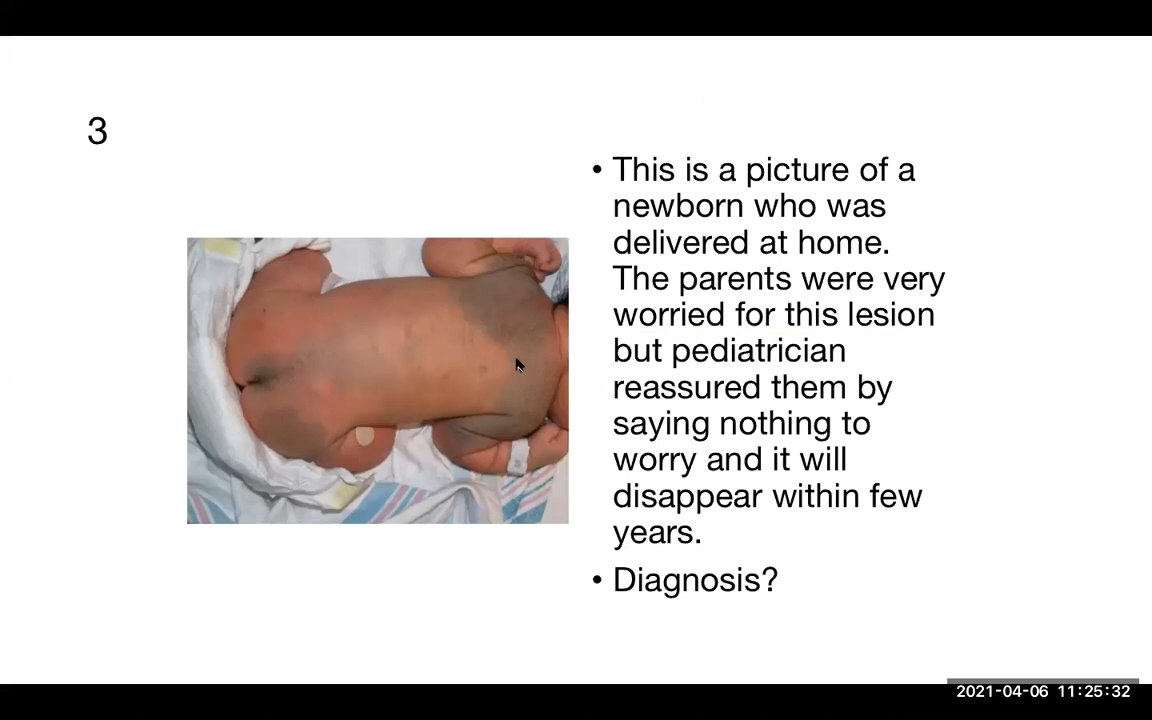 3
• This is a picture of a
newborn who was
delivered at home.
The parents were very
worried for this lesion
but pediatrician
reassured them by
saying nothing to
worry and it will
disappear within few
years.
• Diagnosis?
2021-04-06 11:25:32